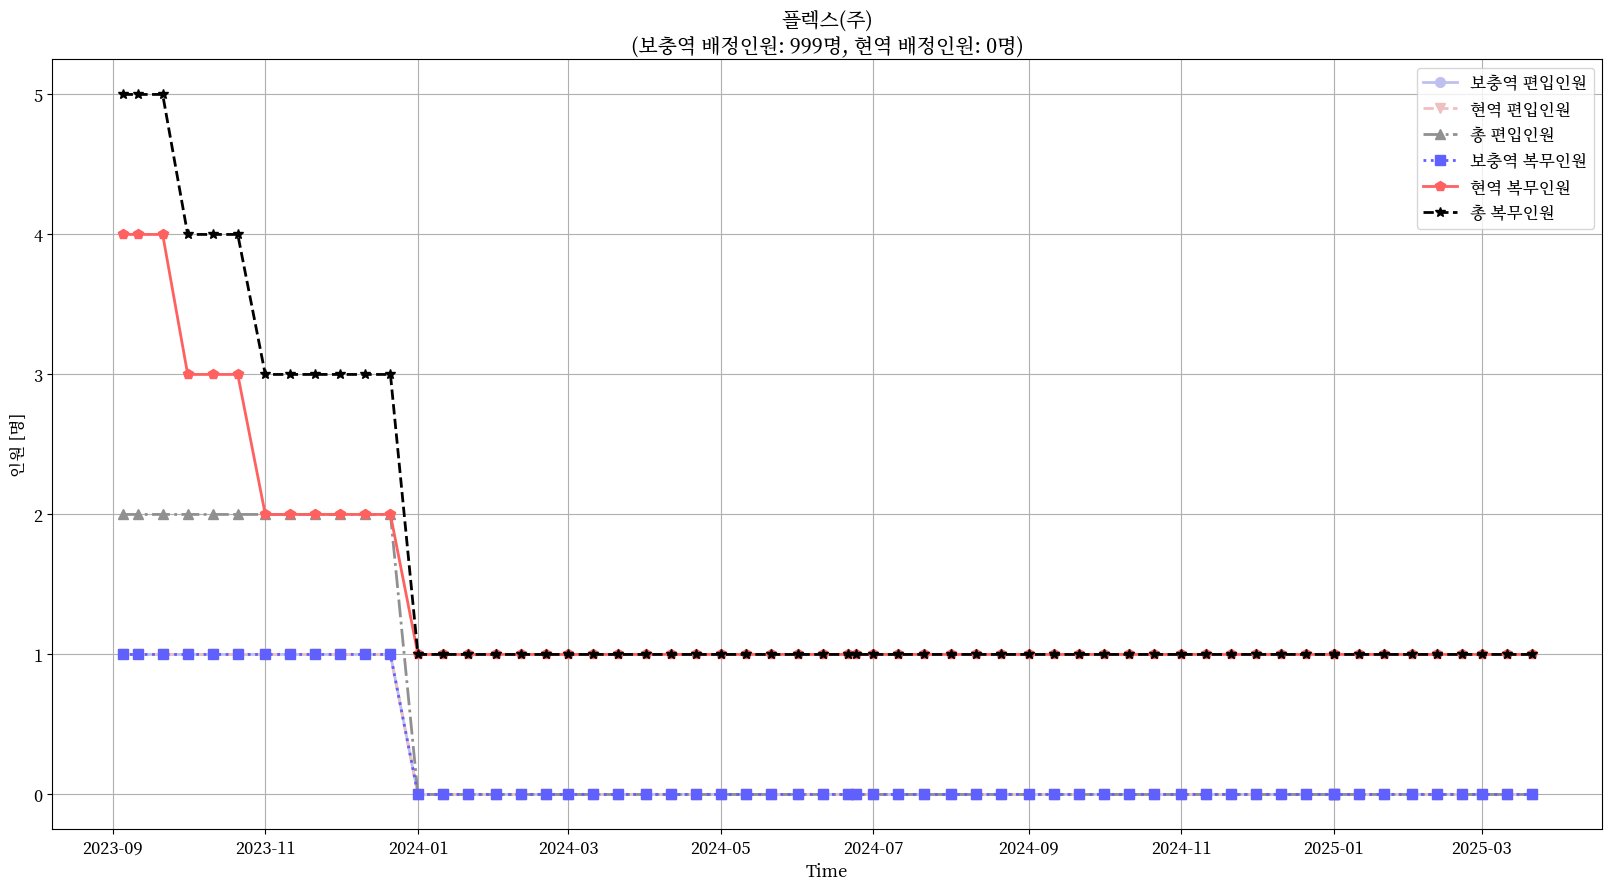 플렉스(주)
(보충역 배정인원: 999명, 현역 배정인원: 0명)
보충역 편입인원
현역 편입인원
총 편입인원
보충역 복무인원
현역 복무인원
총 복무인원
5
4
3
2
1
0
인원 [명]
2023-09
2023-11
2024-01
2024-03
2024-05
2024-07
2024-09
2024-11
2025-01
2025-03
Time